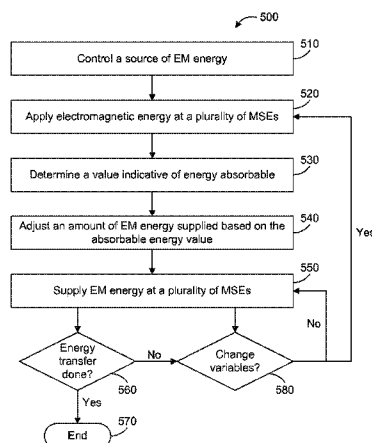 500
510
Control a source of EM energy
520
Apply electromagnetic energy at a plurality of MSEs
530
Determine a value indicative of energy absorbable
540
Adjust an amount of EM energy supplied based on the
absorbable energy value
Yes
550
Supply EM energy at a plurality of MSEs
No
Energy
transfer
done?
No
Change
variables?
560
580
Yes
570
End